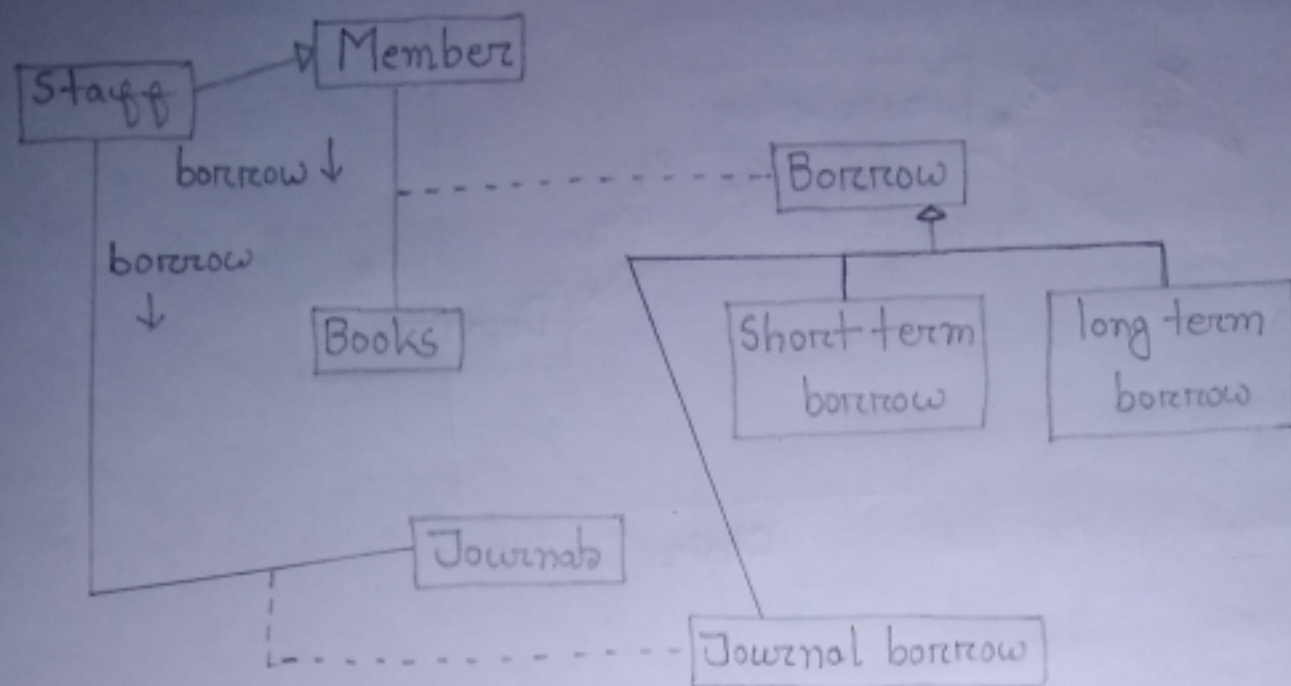 Member
Staff
borrow ↓
Borrow
borrow
↓
Books
Short term
borrow
long term
borrow
Journals
Journal borrow